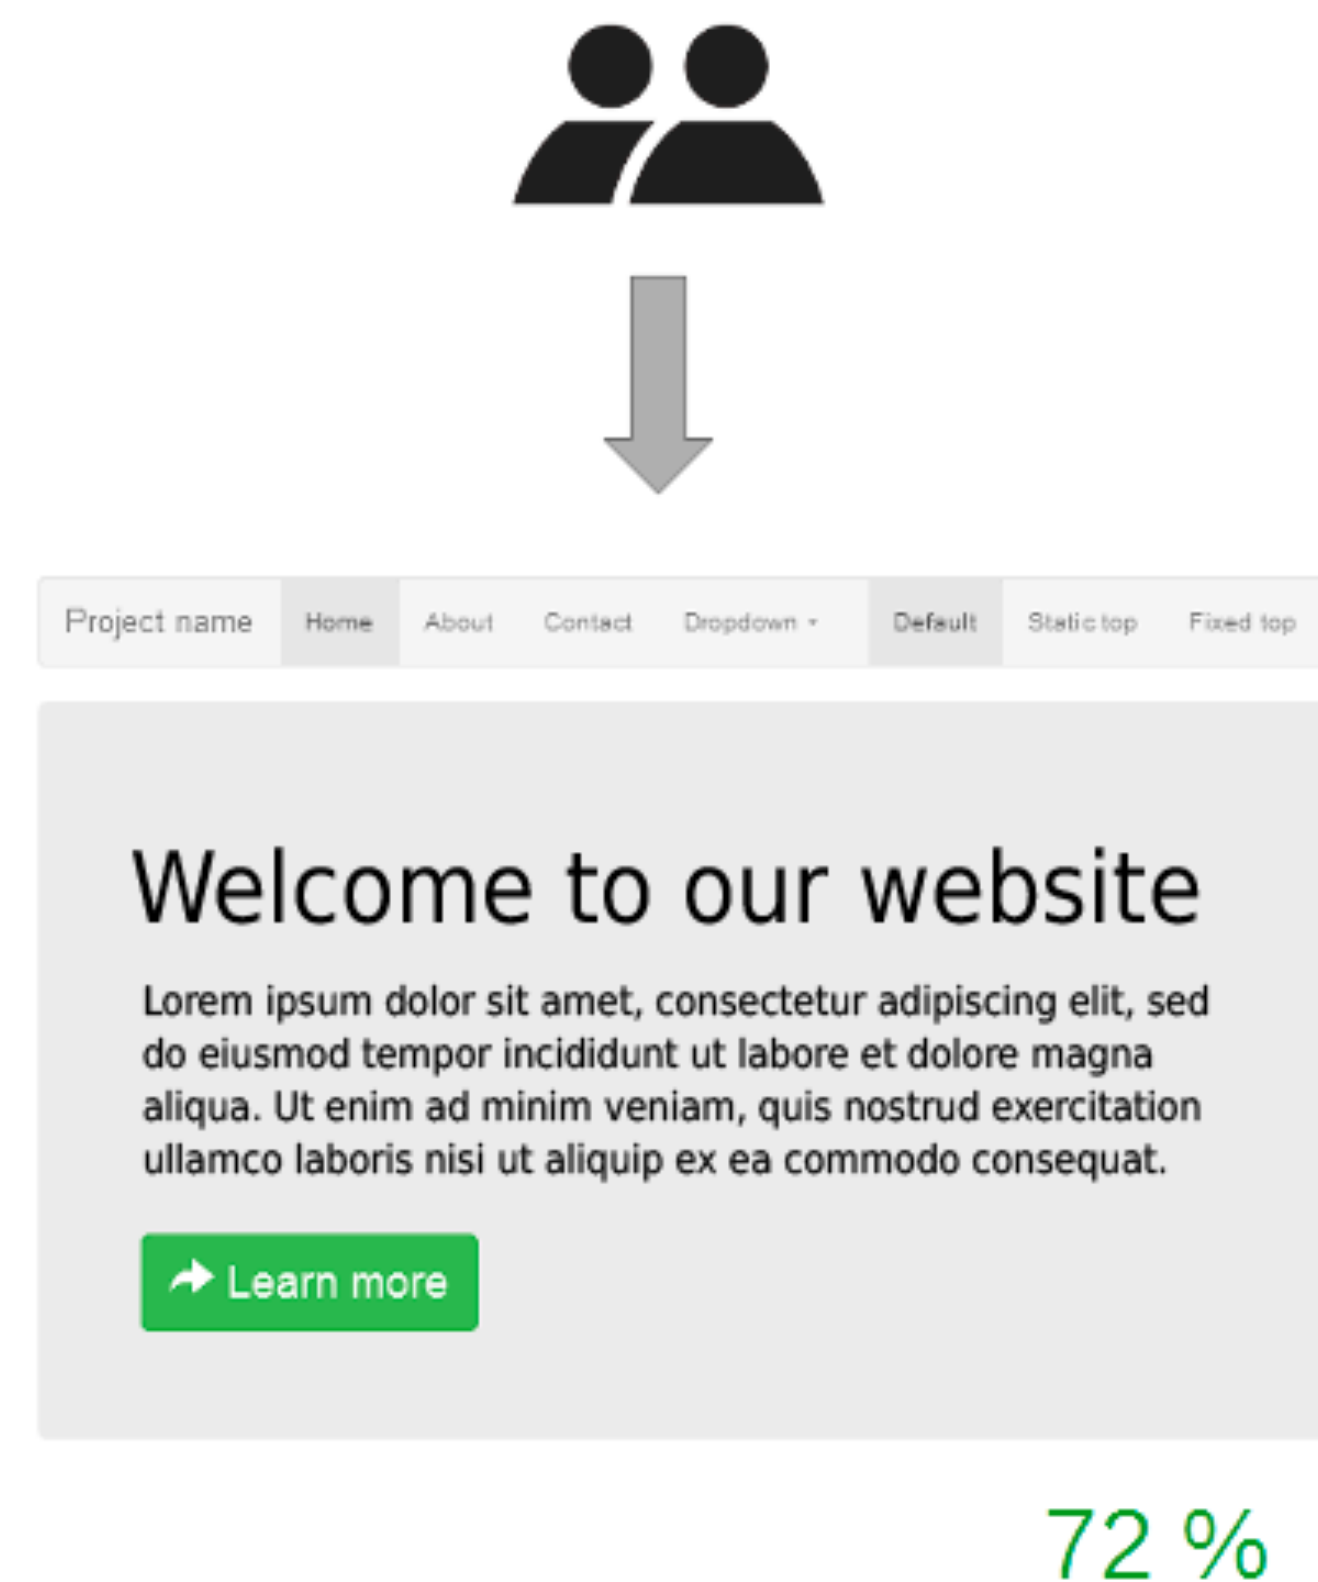 Project name Home About Contact Dropdown Default Static top Fixed top
Welcome to our website
Lorem ipsum dolor sit amet, consectetur adipiscing elit, sed
do eiusmod tempor incididunt ut labore et dolore magna
aliqua. Ut enim ad minim veniam, quis nostrud exercitation
ullamco laboris nisi ut aliquip ex ea commodo consequat.
Learn more
72 %